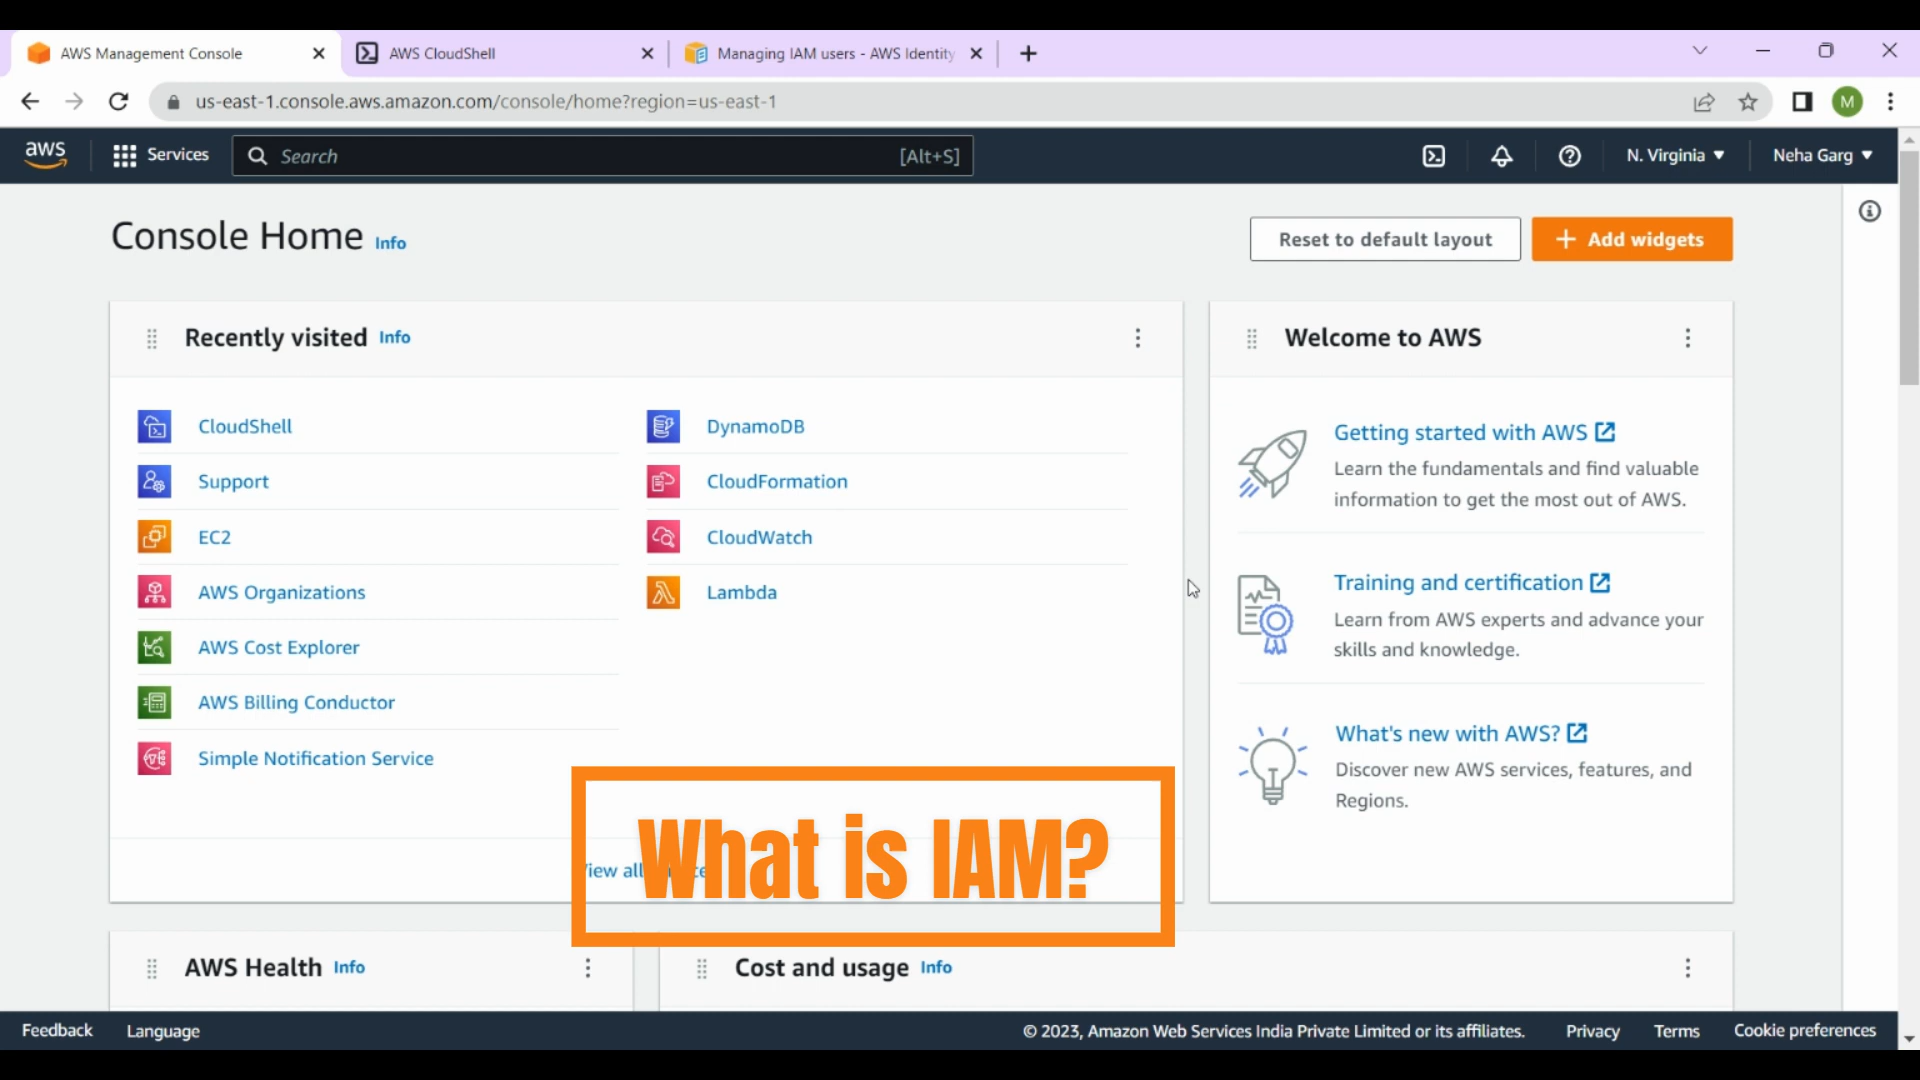 AWS Management Console
AWS CloudShell
Managing IAM users - AWS Identity
us-east-1.console.aws.amazon.com/console/home?region=us-east-1
M
aws
Services
Search
[Alt+S]
N. Virginia
Neha Garg
Console Home Info
Reset to default layout
Add widgets
Recently visited Info
CloudShell
Support
EC2
AWS Organizations
AWS Cost Explorer
AWS Billing Conductor
Simple Notification Service
DynamoDB
CloudFormation
CloudWatch
Lambda
Welcome to AWS
Getting started with AWS
Learn the fundamentals and find valuable
information to get the most out of AWS.
Training and certification
Learn from AWS experts and advance your
skills and knowledge.
What's new with AWS?
Discover new AWS services, features, and
Regions.
all
What is IAM?
AWS Health Info
Cost and usage Info
Feedback
Language
© 2023, Amazon Web Services India Private Limited or its affiliates.
Privacy
Terms
Cookie preferences